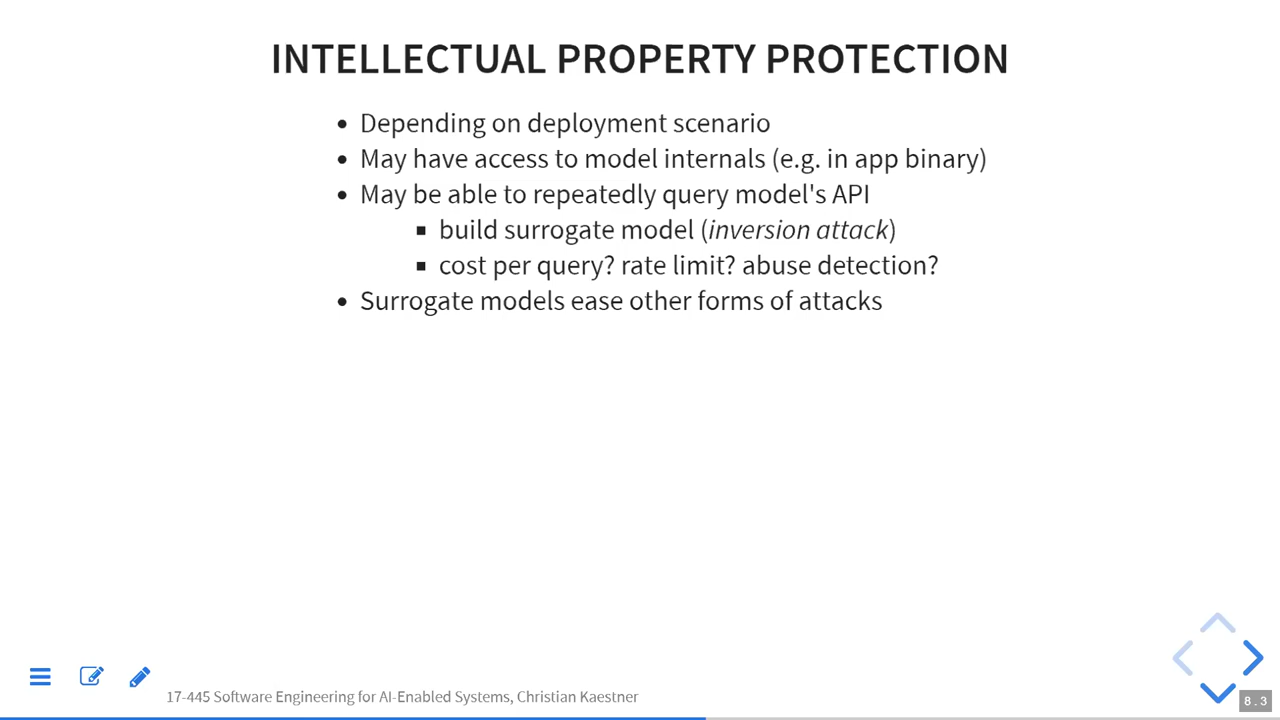 INTELLECTUAL PROPERTY PROTECTION
• Depending on deployment scenario
• May have access to model internals (e.g. in app binary)
• May be able to repeatedly query model's API
▪ build surrogate model (inversion attack)
▪ cost per query? rate limit? abuse detection?
• Surrogate models ease other forms of attacks
17-445 Software Engineering for AI-Enabled Systems, Christian Kaestner
8.3